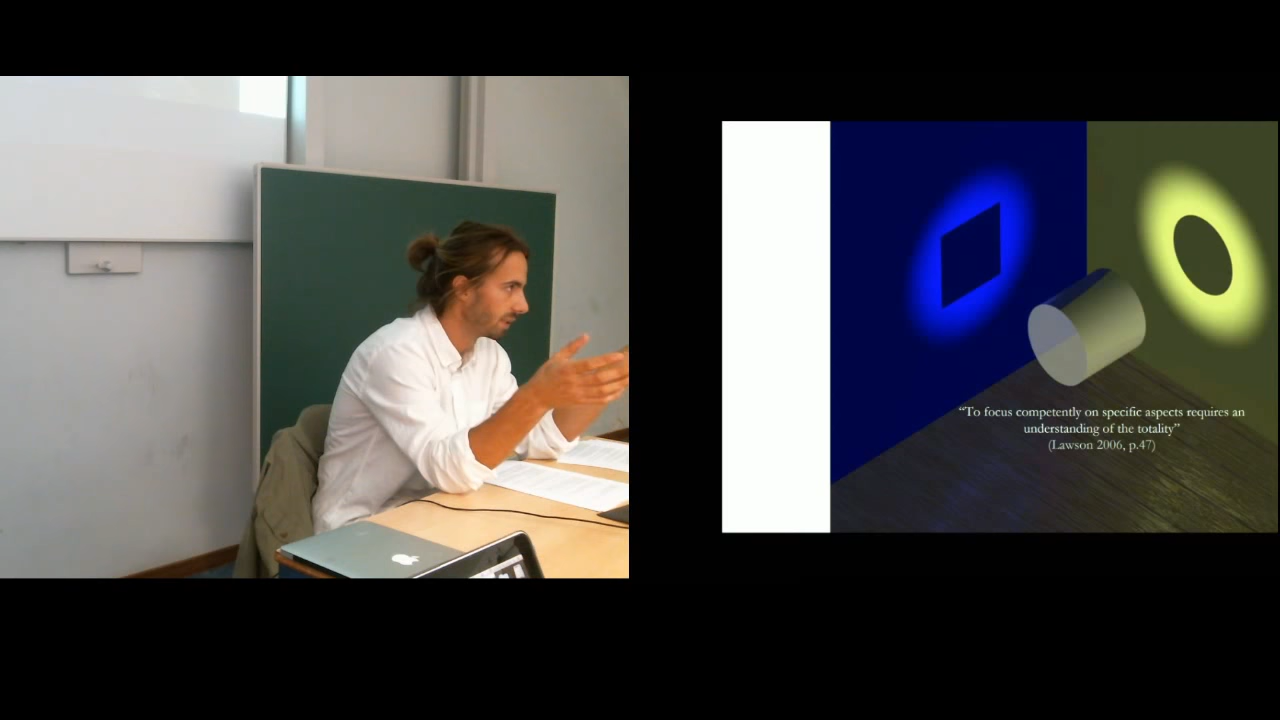 “To focus competently on specific aspects requires an
understanding of the totality”
(Lawson 2006, p.47)